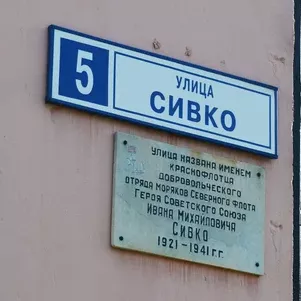 5
УЛИЦА
СИВКО
УЛИЦА НАЗВАНА ИМЕНЕМ
КРАСНОФЛОТЦА
ДОБРОВОЛЬЧЕСКОГО
ОТРЯДА МОРЯКОВ СЕВЕРНОГО ФЛОТА
ГЕРОЯ СОВЕТСКОГО СОЮЗА
ИВАНА МИХАЙЛОВИЧА
СИВКО
1921-1941 г.г.